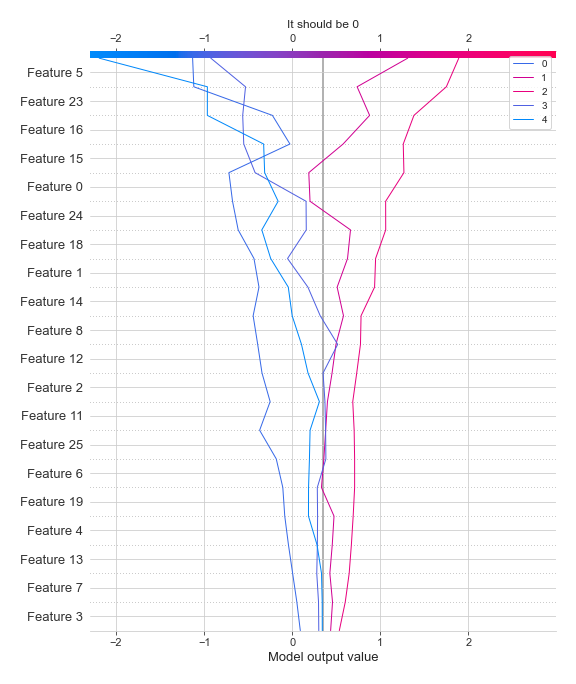 It should be 0
−2 −1 0 1 2
0
1
2
3
4
Feature 5
Feature 23
Feature 16
Feature 15
Feature 0
Feature 24
Feature 18
Feature 1
Feature 14
Feature 8
Feature 12
Feature 2
Feature 11
Feature 25
Feature 6
Feature 19
Feature 4
Feature 13
Feature 7
Feature 3
−2 −1 0 1 2
Model output value